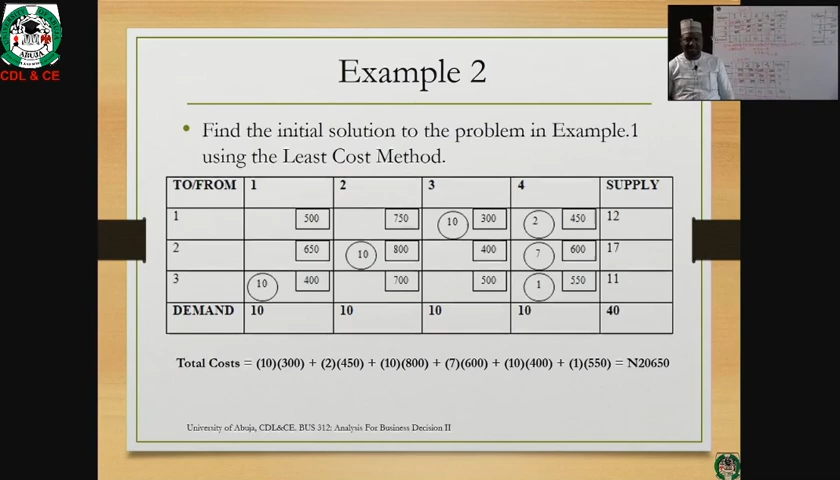 ABUJA
CDL & CE
Example 2
• Find the initial solution to the problem in Example.1
using the Least Cost Method.
TO/FROM 1 2 3 4 SUPPLY
1 500 750 10 300 2 450 12
2 650 10 800 400 7 600 17
3 10 400 700 500 1 550 11
DEMAND 10 10 10 10 40
Total Costs = (10)(300) + (2)(450) + (10)(800) + (7)(600) + (10)(400) + (1)(550) = N20650
University of Abuja, CDL&CE. BUS 312: Analysis For Business Decision II